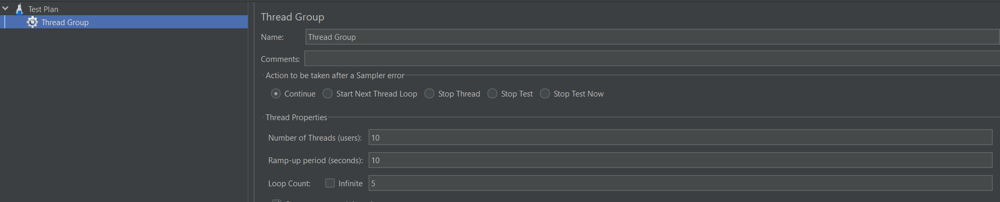 Test Plan
Thread Group
Thread Group
Name: Thread Group
Comments:
Action to be taken after a Sampler error
Continue Start Next Thread Loop Stop Thread Stop Test Stop Test Now
Thread Properties
Number of Threads (users): 10
Ramp-up period (seconds): 10
Loop Count: Infinite 5